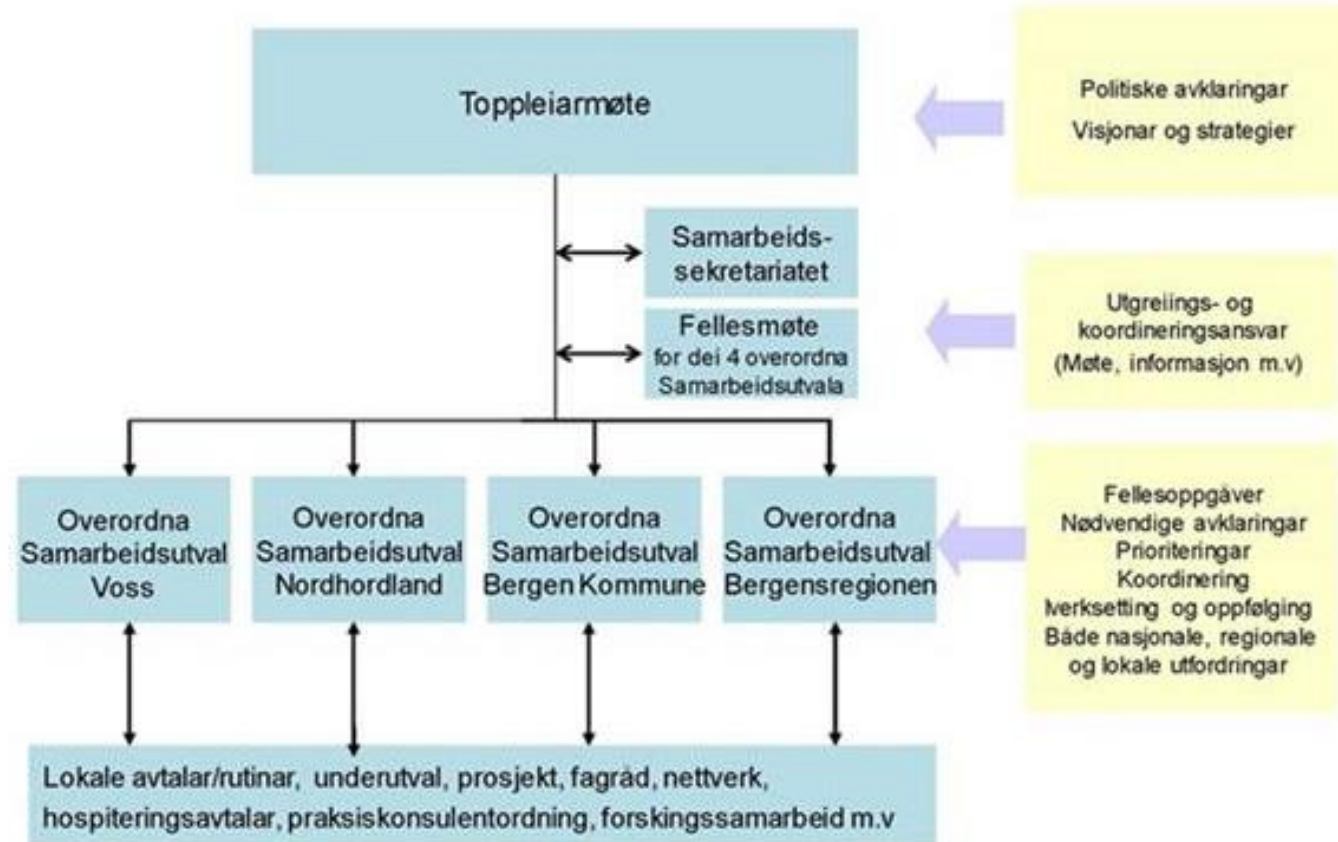 Toppleiarmøte
Politiske avklaringar
Visjonar og strategier
Samarbeids-
sekretariatet
Fellesmøte
for dei 4 overordna
Samarbeidsutvala
Utgreiings- og
koordineringsansvar
(Møte, informasjon m.v)
Overordna
Samarbeidsutval
Voss
Overordna
Samarbeidsutval
Nordhordland
Overordna
Samarbeidsutval
Bergen Kommune
Overordna
Samarbeidsutval
Bergensregionen
Fellesoppgåver
Nødvendige avklaringar
Prioriteringar
Koordinering
Iverksetting og oppfølging
Både nasjonale, regionale
og lokale utfordringar
Lokale avtalar/rutinar, underutval, prosjekt, fagråd, nettverk,
hospiteringsavtalar, praksiskonsulentordning, forskingssamarbeid m.v